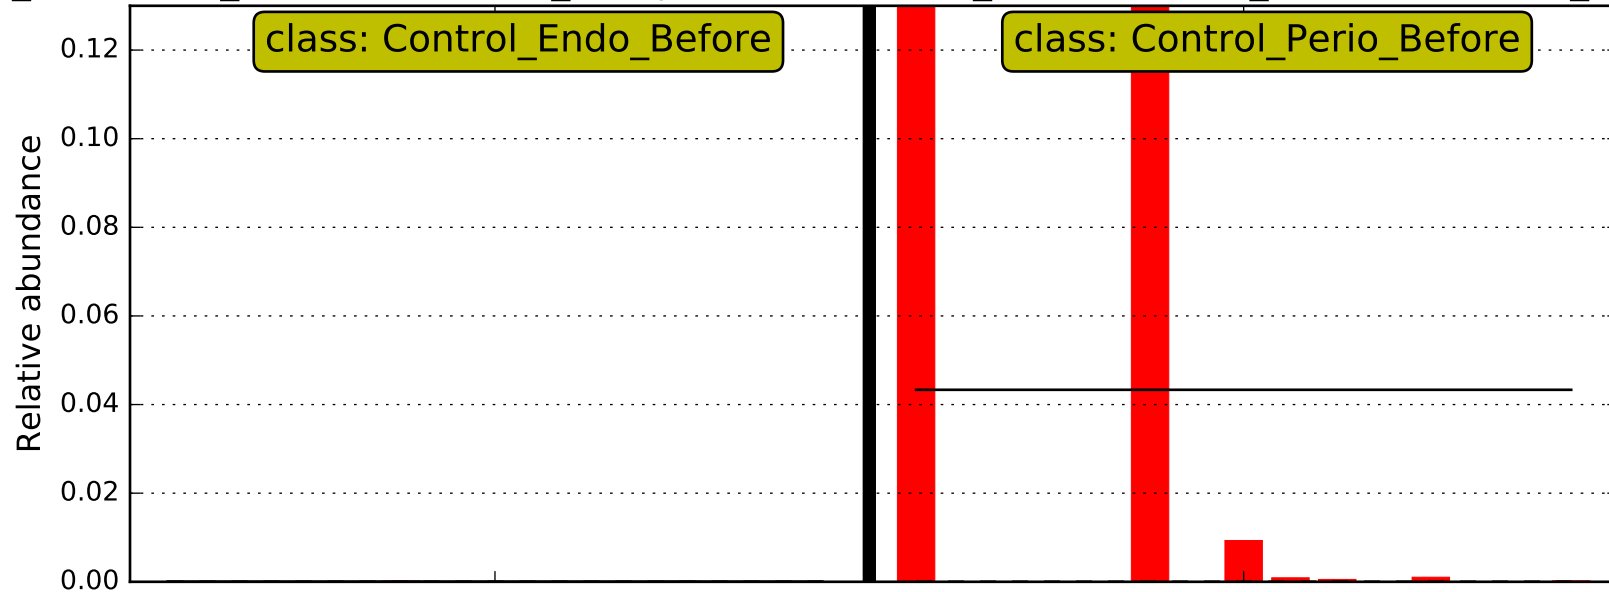 class: Control_Endo_Before
class: Control_Perio_Before
Relative abundance
0.12
0.10
0.08
0.06
0.04
0.02
0.00